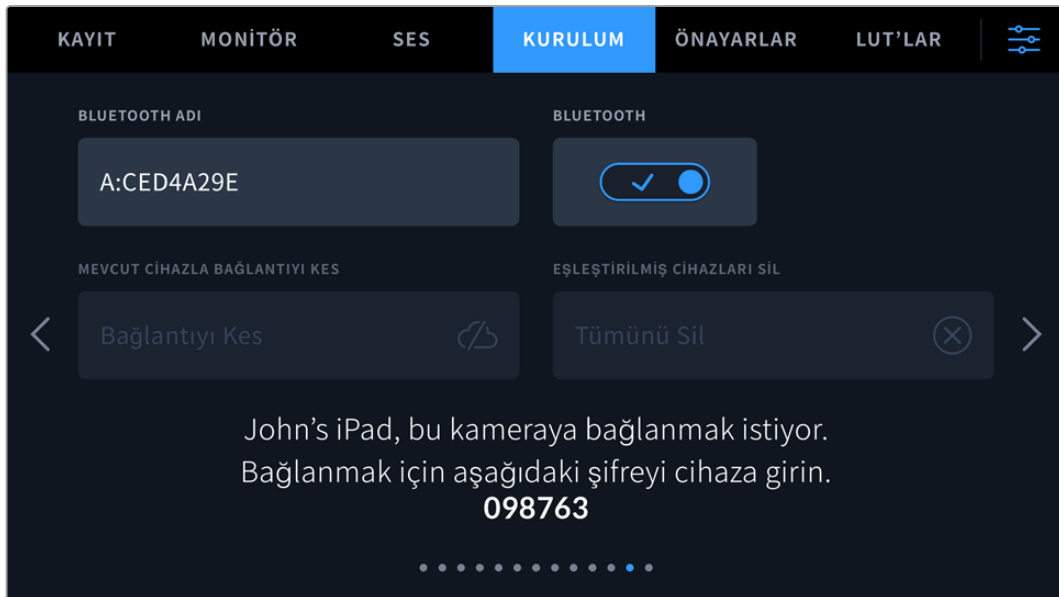 KAYIT MONİTÖR SES KURULUM ÖNAYARLAR LUT’LAR
BLUETOOTH ADI BLUETOOTH
A:CED4A29E
MEVCUT CİHAZLA BAĞLANTIYI KES EŞLEŞTİRİLMİŞ CİHAZLARI SİL
Bağlantıyı Kes Tümünü Sil
John’s iPad, bu kameraya bağlanmak istiyor.
Bağlanmak için aşağıdaki şifreyi cihaza girin.
098763